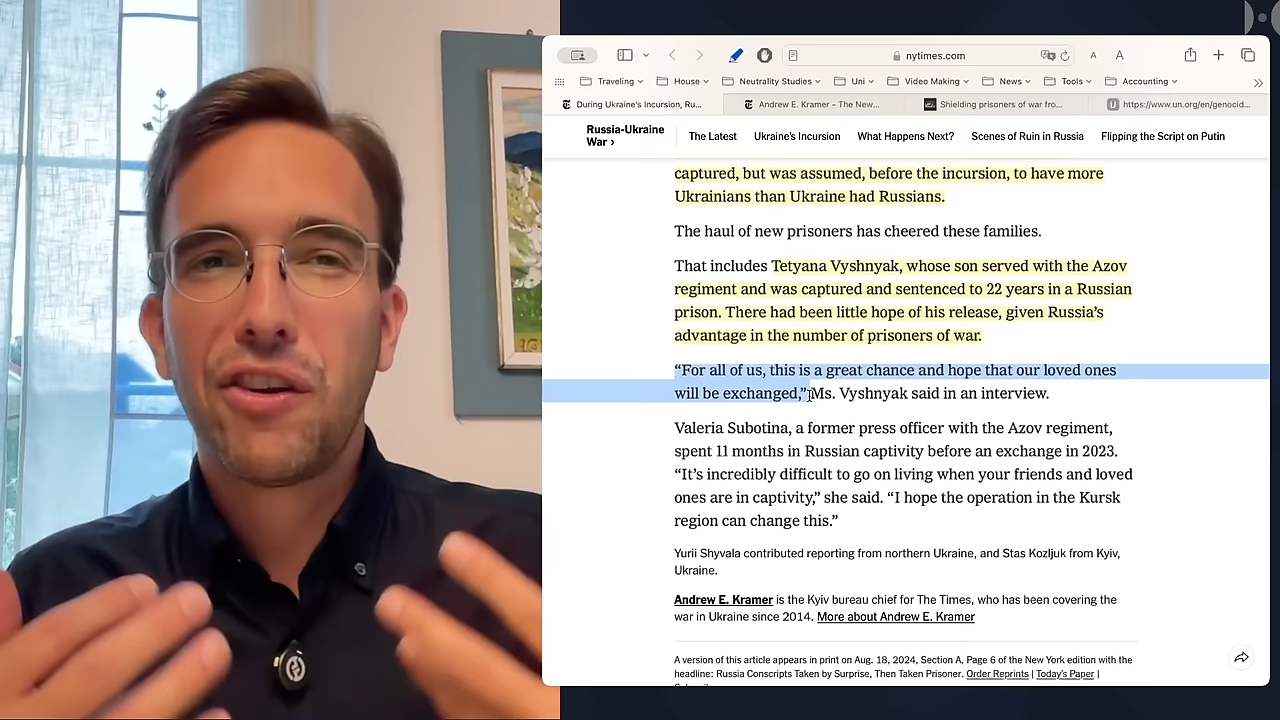 nytimes.com
A A
Traveling House Neutrality Studies Uni Video Making News Tools Accounting
During Ukraine's Incursion, Ru... Andrew E. Kramer - The New... Shielding prisoners of war fro... https://www.un.org/en/genocid...
Russia-Ukraine
War ›
The Latest Ukraine's Incursion What Happens Next? Scenes of Ruin in Russia Flipping the Script on Putin
captured, but was assumed, before the incursion, to have more
Ukrainians than Ukraine had Russians.
The haul of new prisoners has cheered these families.
That includes Tetyana Vyshnyak, whose son served with the Azov
regiment and was captured and sentenced to 22 years in a Russian
prison. There had been little hope of his release, given Russia's
advantage in the number of prisoners of war.
“For all of us, this is a great chance and hope that our loved ones
will be exchanged,” Ms. Vyshnyak said in an interview.
Valeria Subotina, a former press officer with the Azov regiment,
spent 11 months in Russian captivity before an exchange in 2023.
“It's incredibly difficult to go on living when your friends and loved
ones are in captivity,” she said. “I hope the operation in the Kursk
region can change this.”
Yurii Shyvala contributed reporting from northern Ukraine, and Stas Kozljuk from Kyiv,
Ukraine.
Andrew E. Kramer is the Kyiv bureau chief for The Times, who has been covering the
war in Ukraine since 2014. More about Andrew E. Kramer
A version of this article appears in print on Aug. 18, 2024, Section A, Page 6 of the New York edition with the
headline: Russia Conscripts Taken by Surprise, Then Taken Prisoner. Order Reprints | Today's Paper |